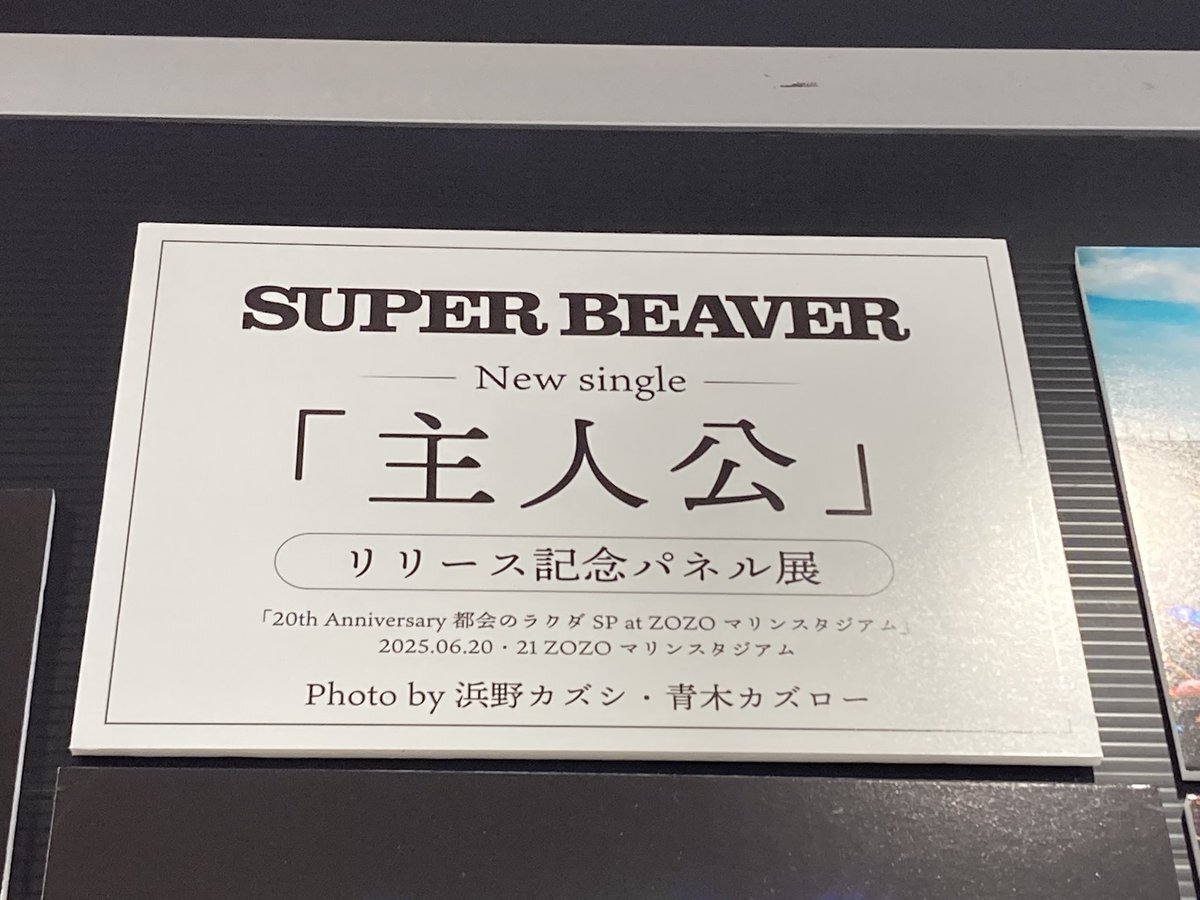 SUPER BEAVER
New single
「主人公」
リリース記念パネル展
「20th Anniversary 都会のラクダ SP at ZOZO マリンスタジアム」
2025.06.20・21 ZOZO マリンスタジアム
Photo by 浜野カズシ・青木カズロー